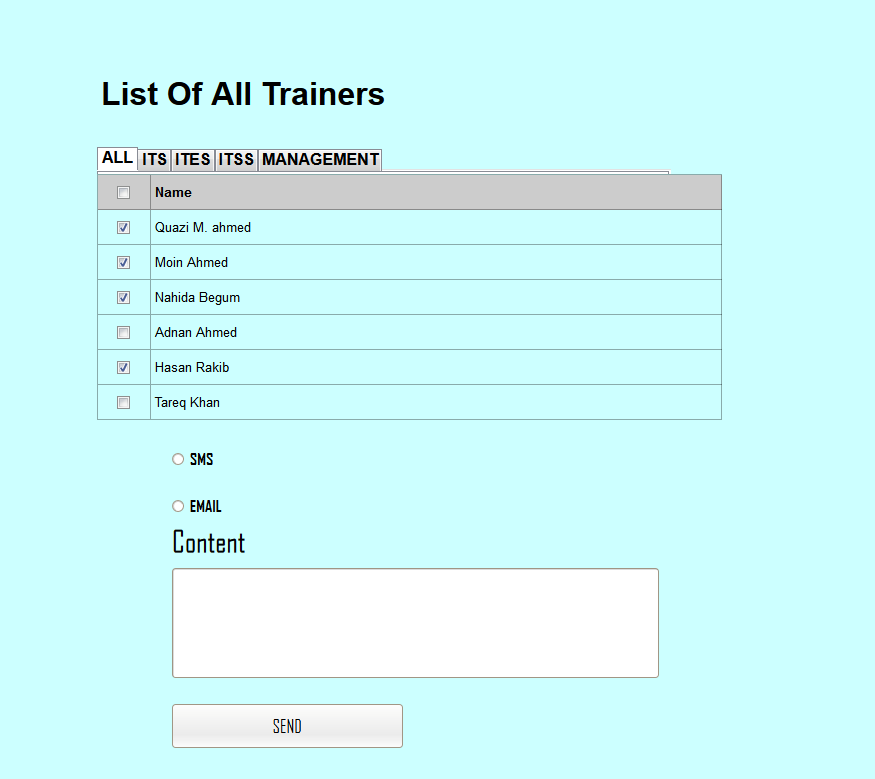 List Of All Trainers
ALL ITS ITES ITSS MANAGEMENT
Name
Quazi M. ahmed
Moin Ahmed
Nahida Begum
Adnan Ahmed
Hasan Rakib
Tareq Khan
SMS
EMAIL
Content
SEND